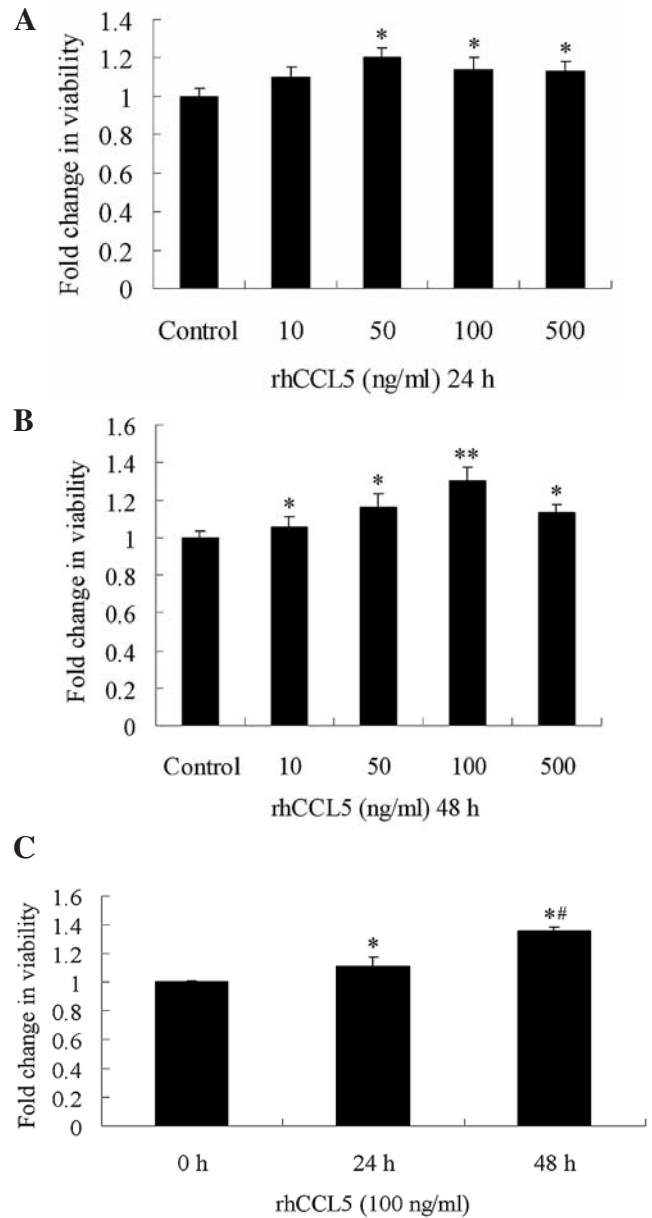 A
Fold change in viability
1.4
1.2
1
0.8
0.6
0.4
0.2
0
* * *
Control 10 50 100 500
rhCCL5 (ng/ml) 24 h
B
Fold change in viability
1.6
1.4
1.2
1
0.8
0.6
0.4
0.2
0
* * ** *
Control 10 50 100 500
rhCCL5 (ng/ml) 48 h
C
Fold change in viability
1.6
1.4
1.2
1
0.8
0.6
0.4
0.2
0
* *#
0 h 24 h 48 h
rhCCL5 (100 ng/ml)